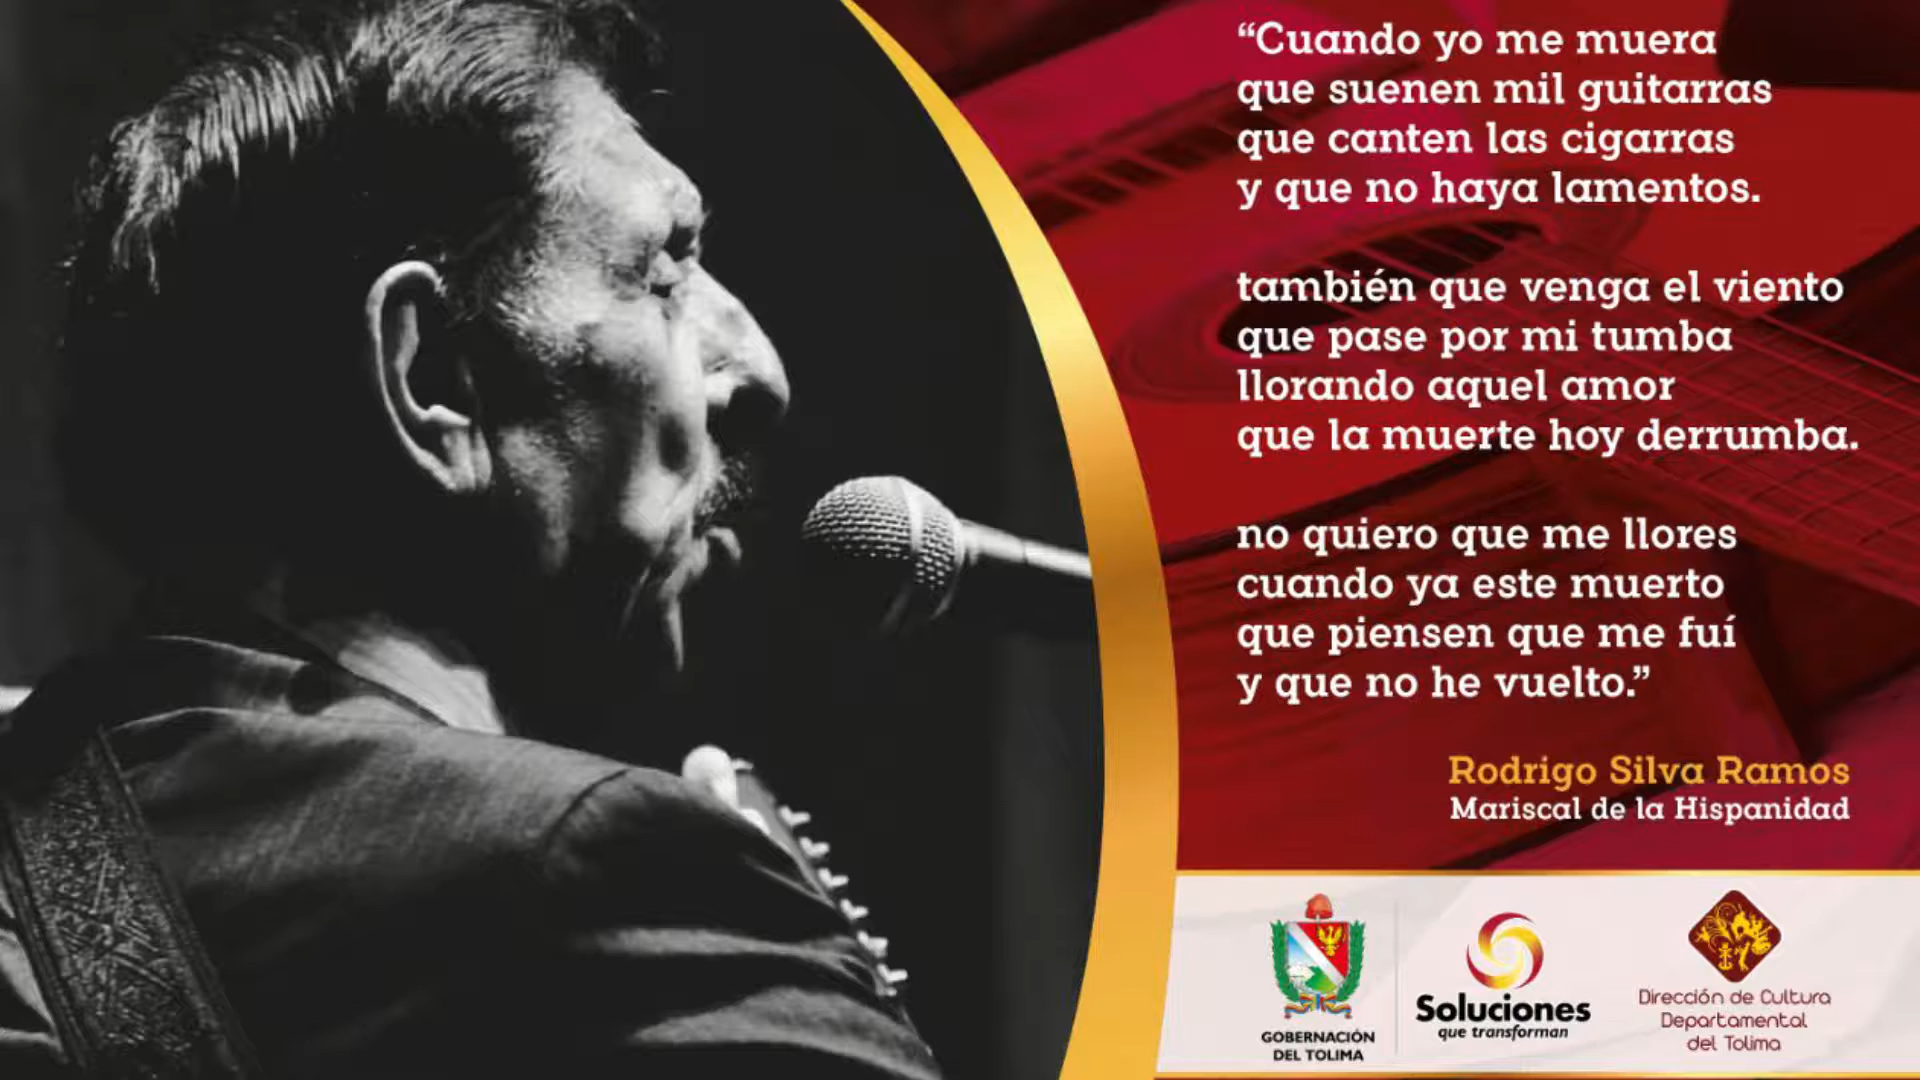 “Cuando yo me muera
que suenen mil guitarras
que canten las cigarras
y que no haya lamentos.
también que venga el viento
que pase por mi tumba
llorando aquel amor
que la muerte hoy derrumba.
no quiero que me llores
cuando ya este muerto
que piensen que me fuí
y que no he vuelto.”
Rodrigo Silva Ramos
Mariscal de la Hispanidad
GOBERNACIÓN
DEL TOLIMA
Soluciones
que transforman
Dirección de Cultura
Departamental
del Tolima